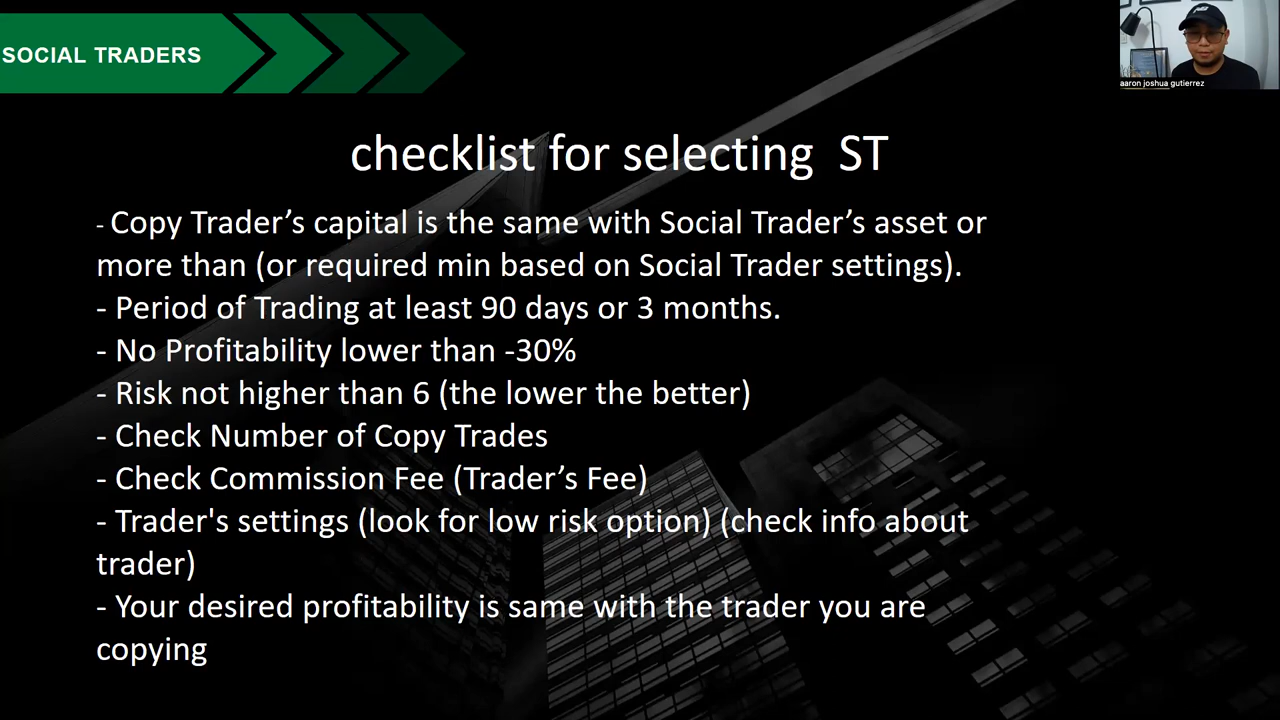 SOCIAL TRADERS
aaron joshua gutierrez
checklist for selecting ST
- Copy Trader’s capital is the same with Social Trader’s asset or
more than (or required min based on Social Trader settings).
- Period of Trading at least 90 days or 3 months.
- No Profitability lower than -30%
- Risk not higher than 6 (the lower the better)
- Check Number of Copy Trades
- Check Commission Fee (Trader’s Fee)
- Trader's settings (look for low risk option) (check info about
trader)
- Your desired profitability is same with the trader you are
copying